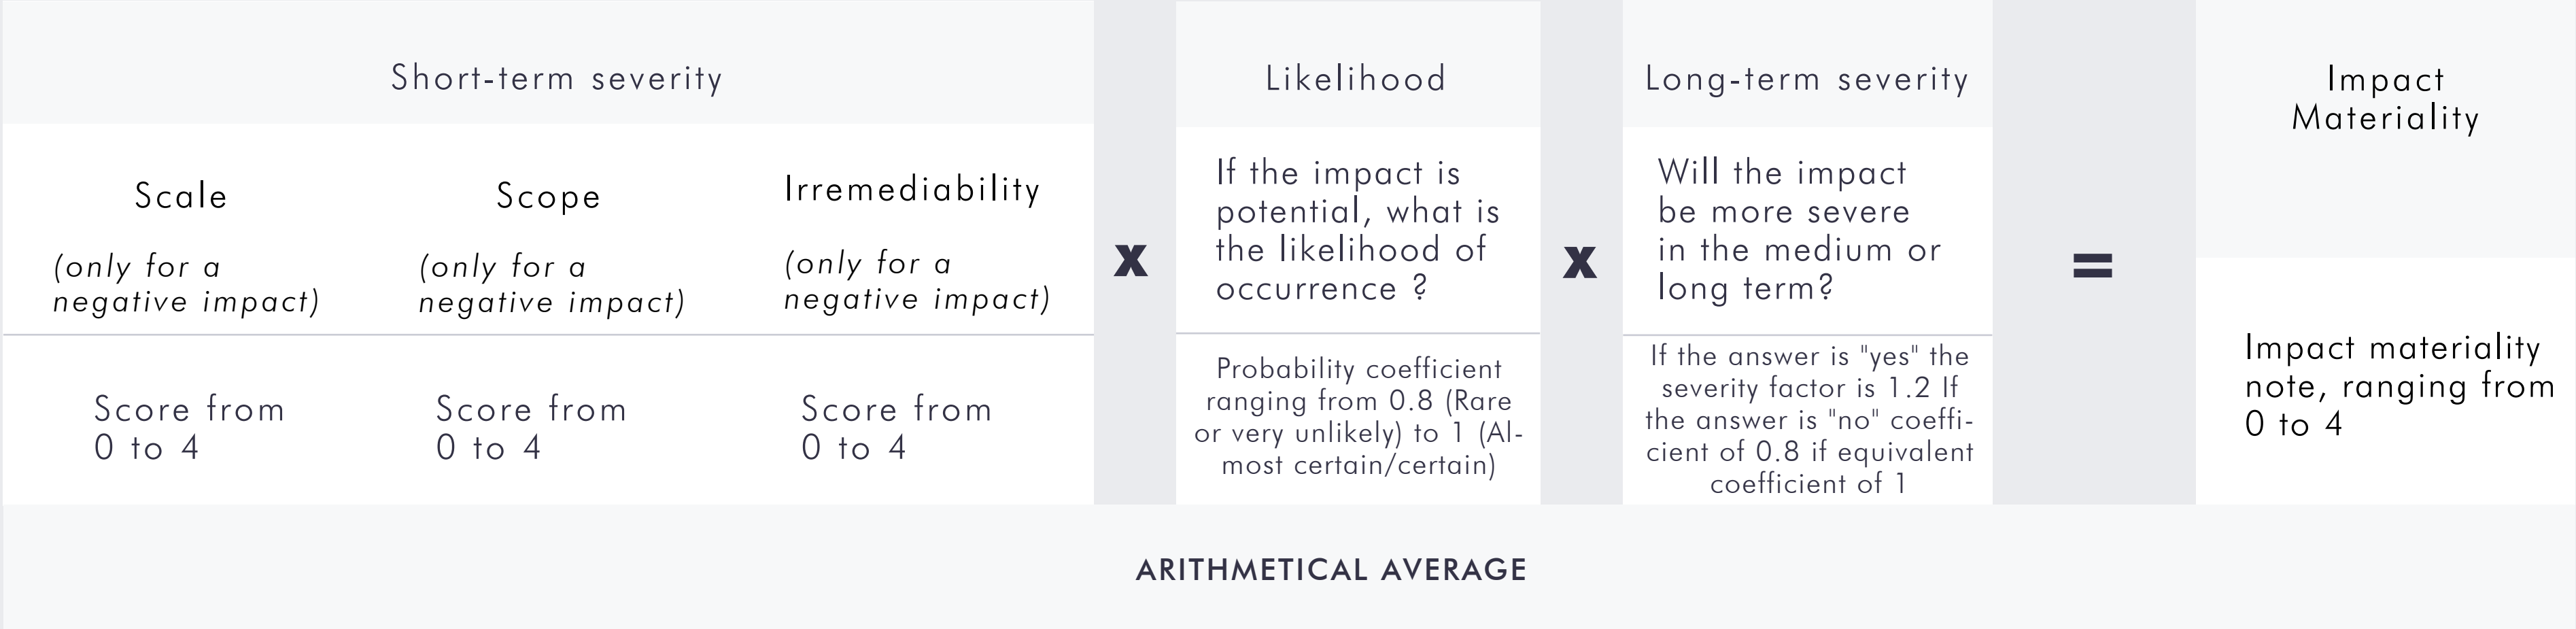 Short-term severity
Scale
(only for a
negative impact)
Score from
0 to 4
Scope
(only for a
negative impact)
Score from
0 to 4
Irremediability
(only for a
negative impact)
Score from
0 to 4
x
Likelihood
If the impact is
potential, what is
the likelihood of
occurrence ?
Probability coefficient
ranging from 0.8 (Rare
or very unlikely) to 1 (Al-
most certain/certain)
x
Long-term severity
Will the impact
be more severe
in the medium or
long term?
If the answer is "yes" the
severity factor is 1.2 If
the answer is "no" coeffi-
cient of 0.8 if equivalent
coefficient of 1
=
Impact
Materiality
Impact materiality
note, ranging from
0 to 4
ARITHMETICAL AVERAGE